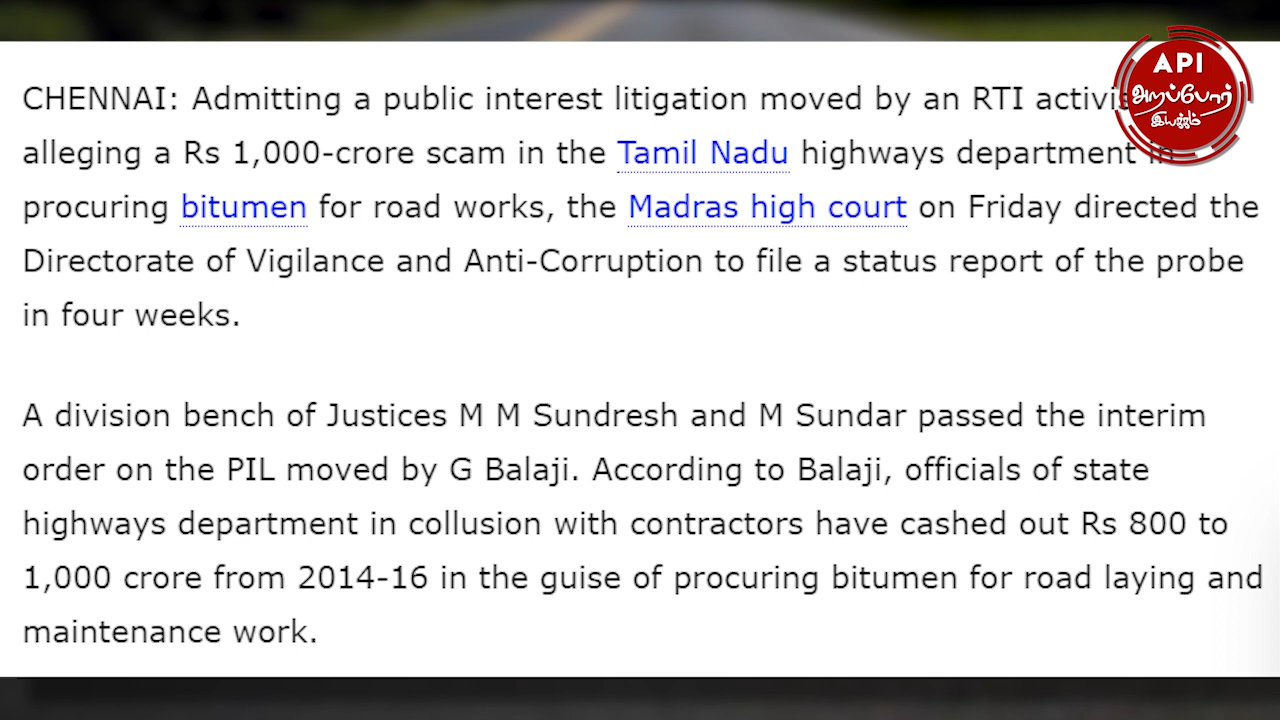 API
அறப்போர்
இயக்கம்
CHENNAI: Admitting a public interest litigation moved by an RTI
alleging a Rs 1,000-crore scam in the Tamil Nadu highways department in
procuring bitumen for road works, the Madras high court on Friday directed the
Directorate of Vigilance and Anti-Corruption to file a status report of the probe
in four weeks.
A division bench of Justices M M Sundresh and M Sundar passed the interim
order on the PIL moved by G Balaji. According to Balaji, officials of state
highways department in collusion with contractors have cashed out Rs 800 to
1,000 crore from 2014-16 in the guise of procuring bitumen for road laying and
maintenance work.